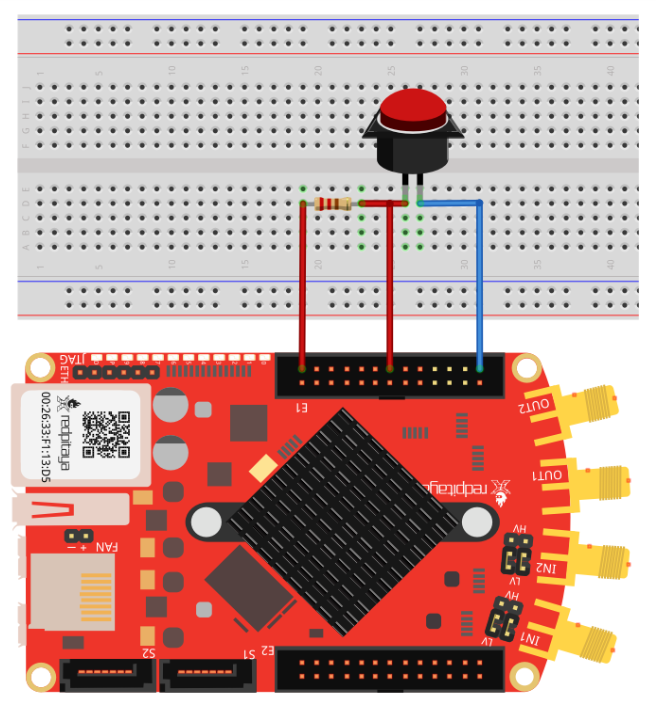 1 5 10 15 20 25 30 35 40
J
I
H
G
F
E
D
C
B
A
1 5 10 15 20 25 30 35 40
JTAG
ETH
E1
OUT2
redpitaya
00:26:33:F1:13:D5
redpitaya
OUT1
FAN
+ −
HV
LV
IN2
HV
LV
IN1
S2
S1
E2